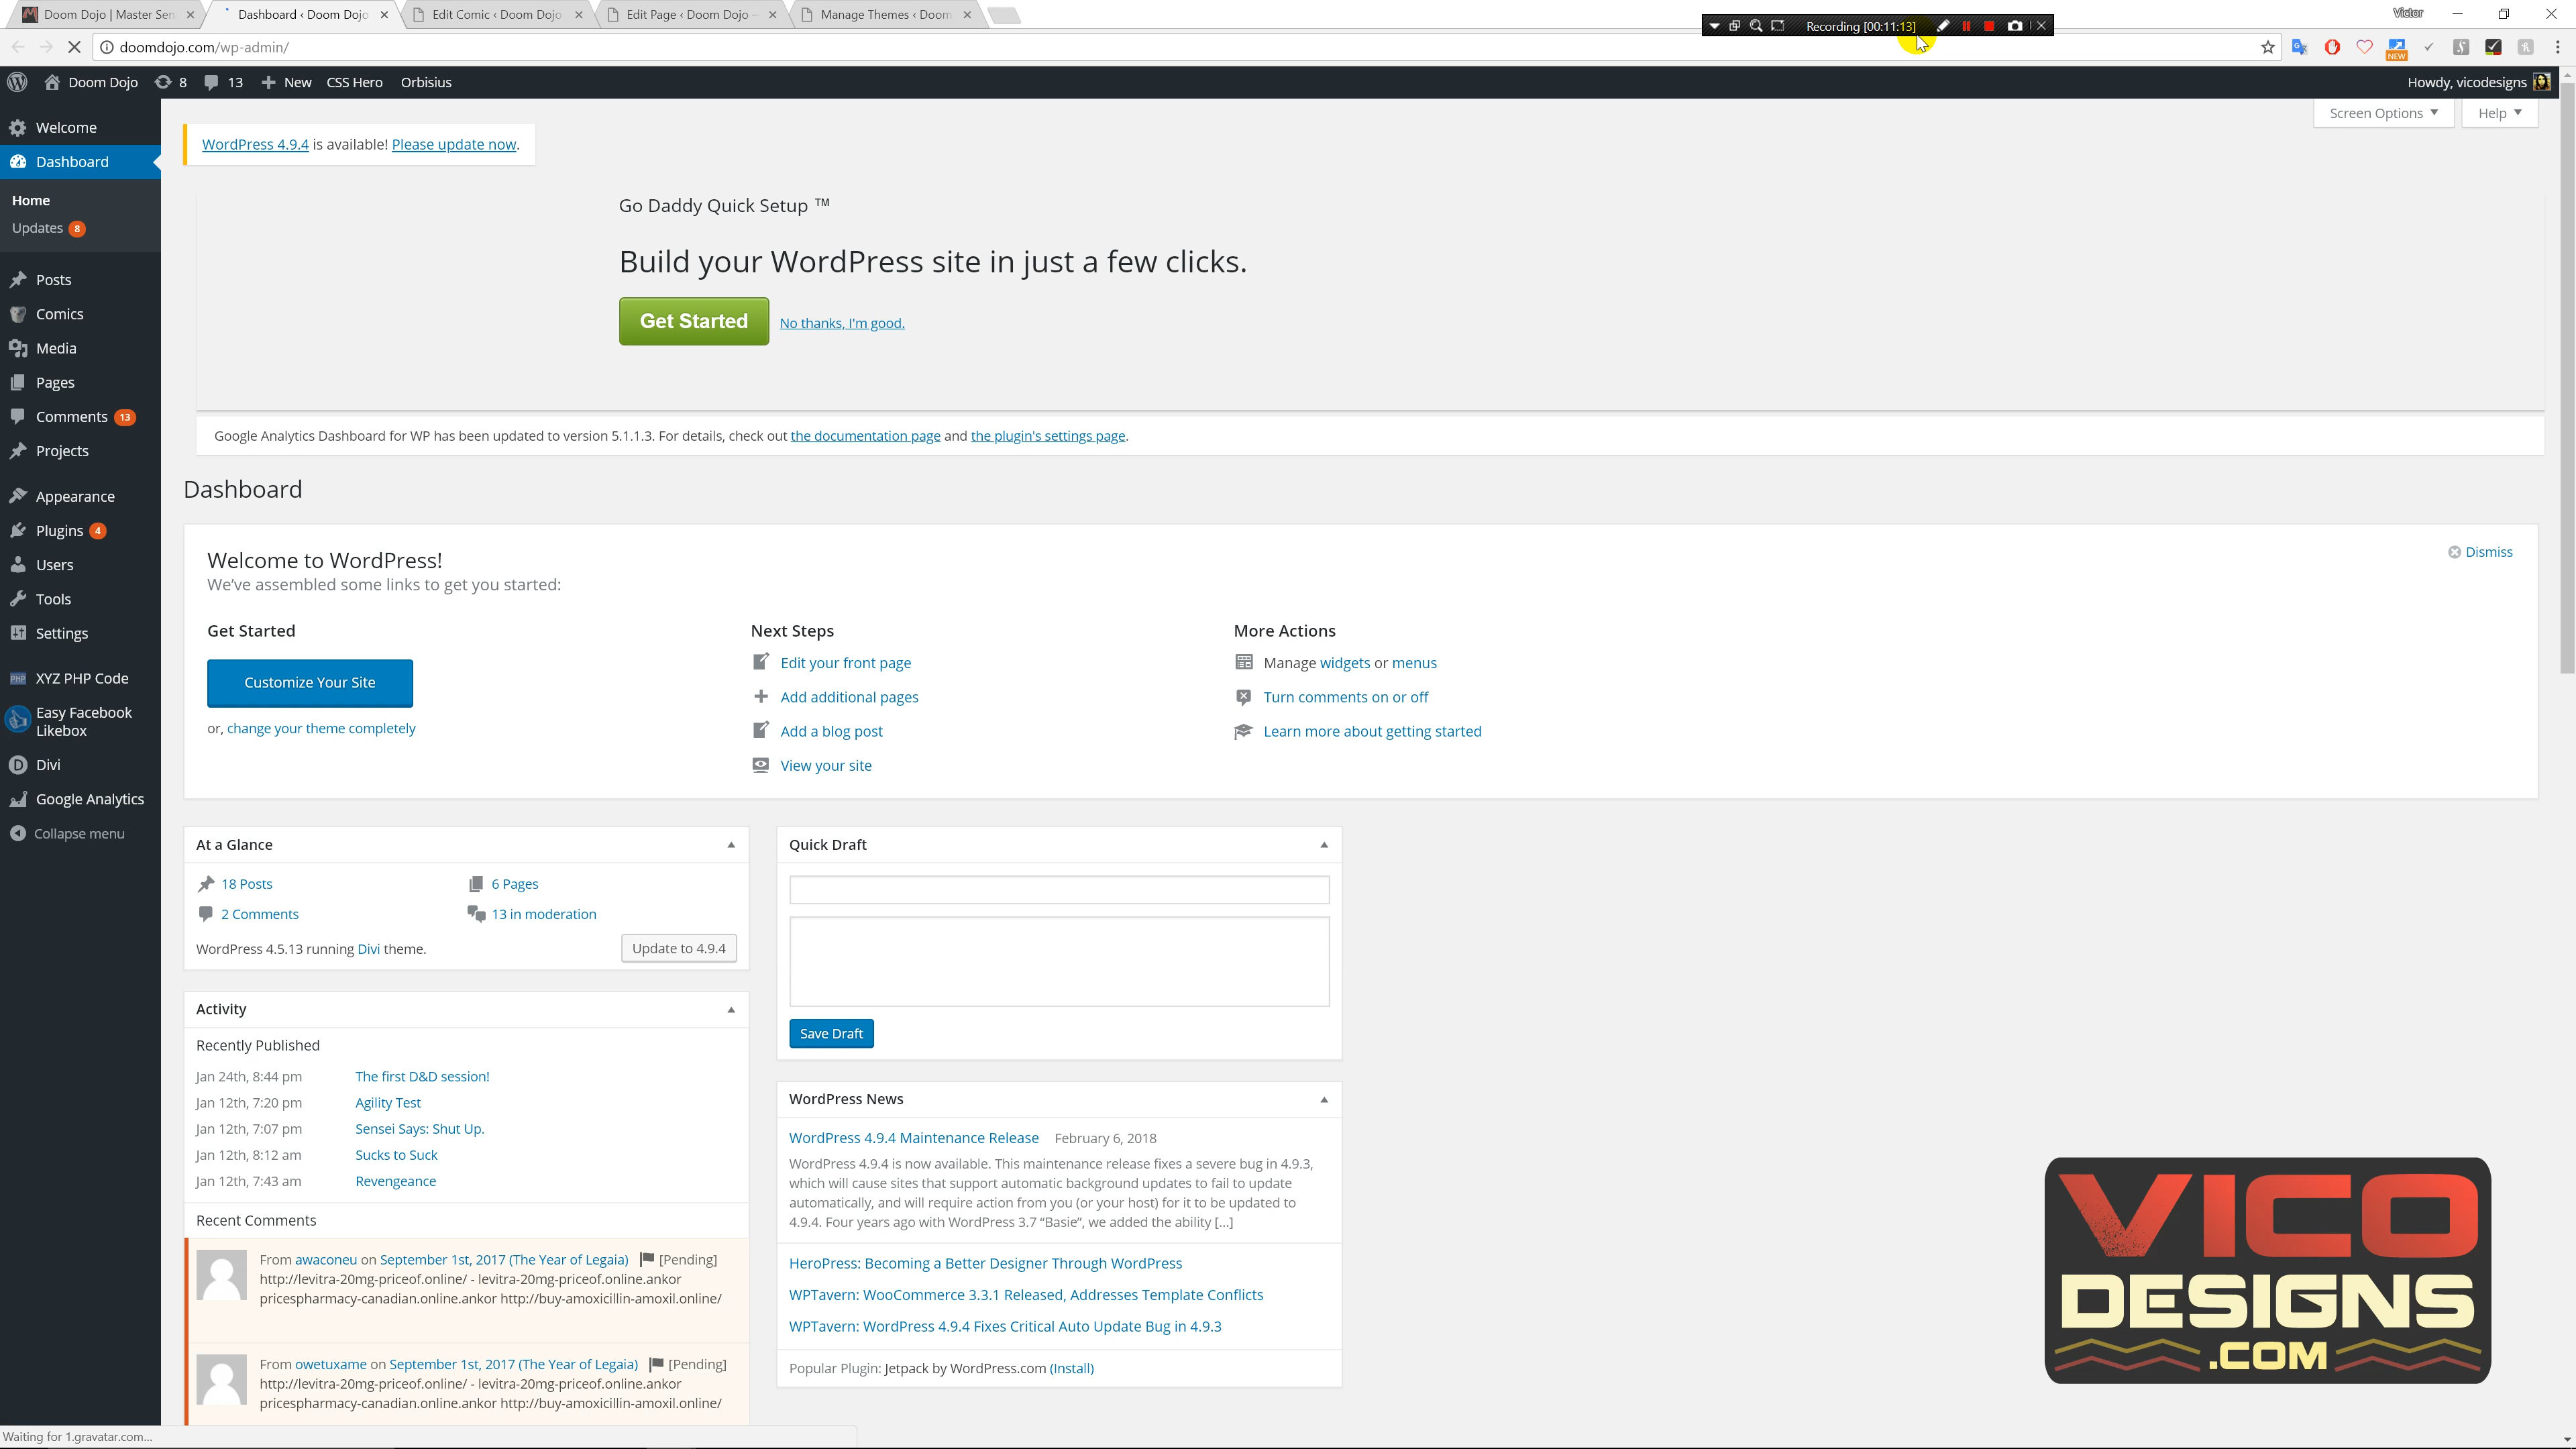 Doom Dojo | Master Sen
Dashboard ‹ Doom Dojo
Edit Comic ‹ Doom Dojo
Edit Page ‹ Doom Dojo —
Manage Themes ‹ Doom
Victor
Recording [00:11:13]
doomdojo.com/wp-admin/
NEW
Doom Dojo
8
13
New
CSS Hero
Orbisius
Howdy, vicodesigns
Screen Options
Help
Welcome
Dashboard
Home
Updates 8
Posts
Comics
Media
Pages
Comments 13
Projects
Appearance
Plugins 4
Users
Tools
Settings
PHP XYZ PHP Code
Easy Facebook
Likebox
Divi
Google Analytics
Collapse menu
WordPress 4.9.4 is available! Please update now.
Go Daddy Quick Setup ™
Build your WordPress site in just a few clicks.
Get Started
No thanks, I'm good.
Google Analytics Dashboard for WP has been updated to version 5.1.1.3. For details, check out the documentation page and the plugin's settings page.
Dashboard
Welcome to WordPress!
We've assembled some links to get you started:
Dismiss
Get Started
Customize Your Site
or, change your theme completely
Next Steps
Edit your front page
Add additional pages
Add a blog post
View your site
More Actions
Manage widgets or menus
Turn comments on or off
Learn more about getting started
At a Glance
18 Posts
6 Pages
2 Comments
13 in moderation
WordPress 4.5.13 running Divi theme.
Update to 4.9.4
Activity
Recently Published
Jan 24th, 8:44 pm The first D&D session!
Jan 12th, 7:20 pm Agility Test
Jan 12th, 7:07 pm Sensei Says: Shut Up.
Jan 12th, 8:12 am Sucks to Suck
Jan 12th, 7:43 am Revengeance
Recent Comments
From awaconeu on September 1st, 2017 (The Year of Legaia) [Pending]
http://levitra-20mg-priceof.online/ - levitra-20mg-priceof.online.ankor
pricespharmacy-canadian.online.ankor http://buy-amoxicillin-amoxil.online/
From owetuxame on September 1st, 2017 (The Year of Legaia) [Pending]
http://levitra-20mg-priceof.online/ - levitra-20mg-priceof.online.ankor
pricespharmacy-canadian.online.ankor http://buy-amoxicillin-amoxil.online/
Quick Draft
Save Draft
WordPress News
WordPress 4.9.4 Maintenance Release February 6, 2018
WordPress 4.9.4 is now available. This maintenance release fixes a severe bug in 4.9.3,
which will cause sites that support automatic background updates to fail to update
automatically, and will require action from you (or your host) for it to be updated to
4.9.4. Four years ago with WordPress 3.7 “Basie”, we added the ability [...]
HeroPress: Becoming a Better Designer Through WordPress
WPTavern: WooCommerce 3.3.1 Released, Addresses Template Conflicts
WPTavern: WordPress 4.9.4 Fixes Critical Auto Update Bug in 4.9.3
Popular Plugin: Jetpack by WordPress.com (Install)
VICO
DESIGNS
.COM
Waiting for 1.gravatar.com...